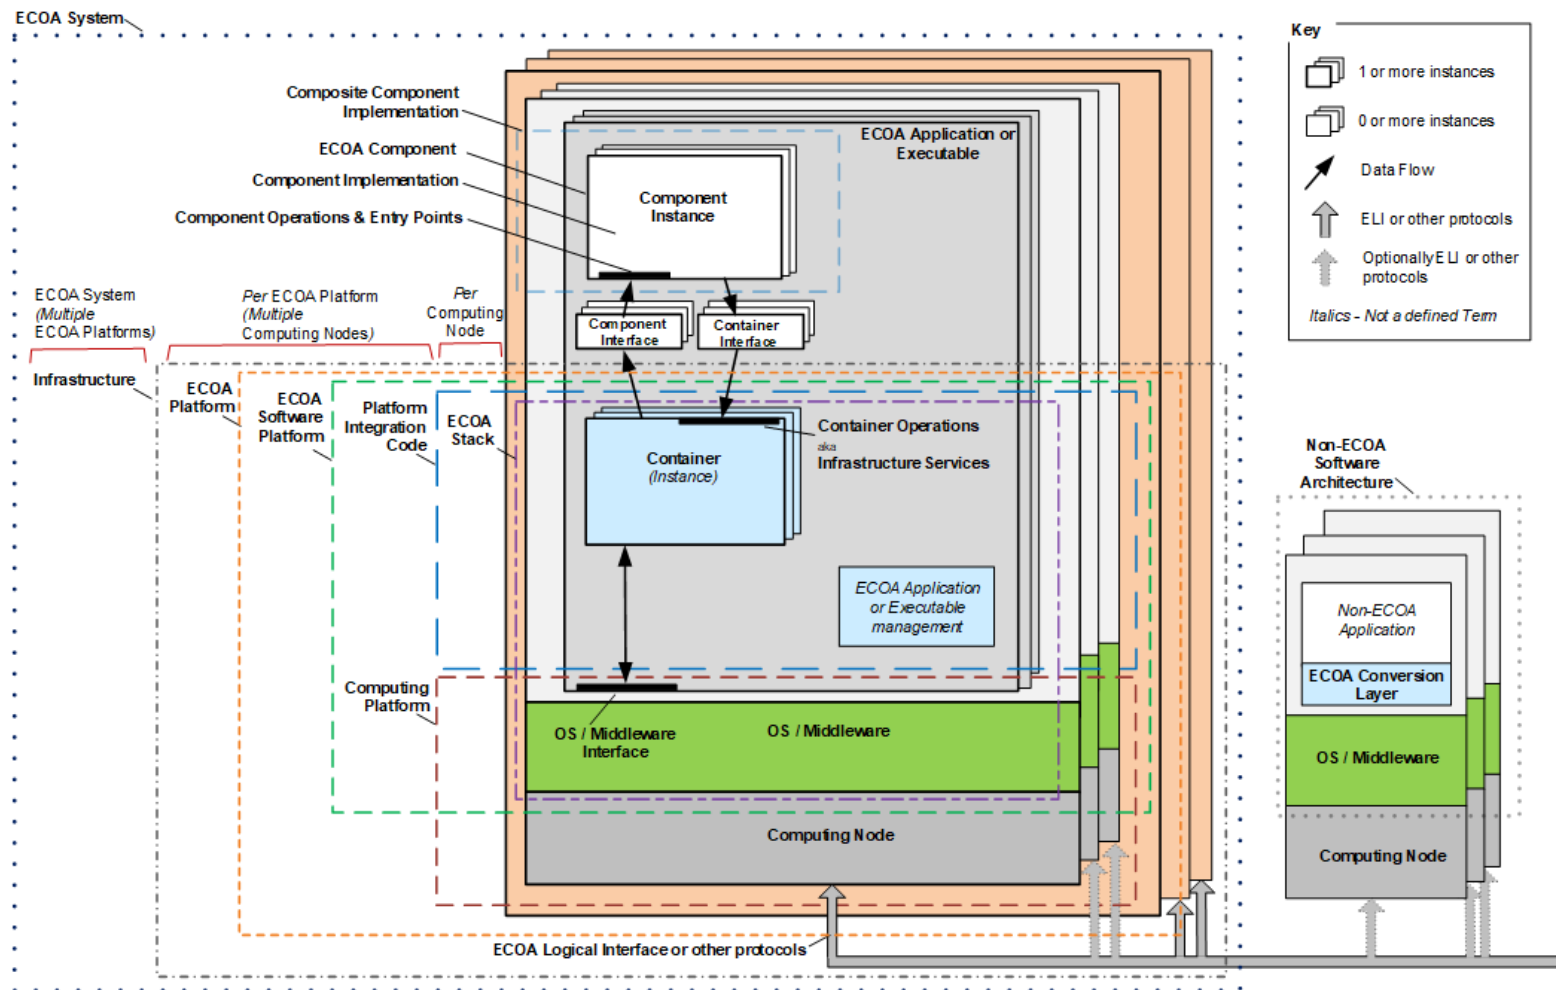 ECOA System
Key
1 or more instances
0 or more instances
Data Flow
ELI or other protocols
Optionally ELI or other
protocols
Italics - Not a defined Term
Composite Component
Implementation
ECOA Component
Component Implementation
Component Operations & Entry Points
ECOA Application or
Executable
Component
Instance
Component
Interface
Container
Interface
ECOA System
(Multiple
ECOA Platforms)
Per ECOA Platform
(Multiple
Computing Nodes)
Per
Computing
Node
Infrastructure
ECOA
Platform
ECOA
Software
Platform
Platform
Integration
Code
ECOA
Stack
Container
(Instance)
Container Operations
aka
Infrastructure Services
ECOA Application
or Executable
management
Computing
Platform
OS / Middleware
Interface
OS / Middleware
Computing Node
ECOA Logical Interface or other protocols
Non-ECOA
Software
Architecture
Non-ECOA
Application
ECOA Conversion
Layer
OS / Middleware
Computing Node